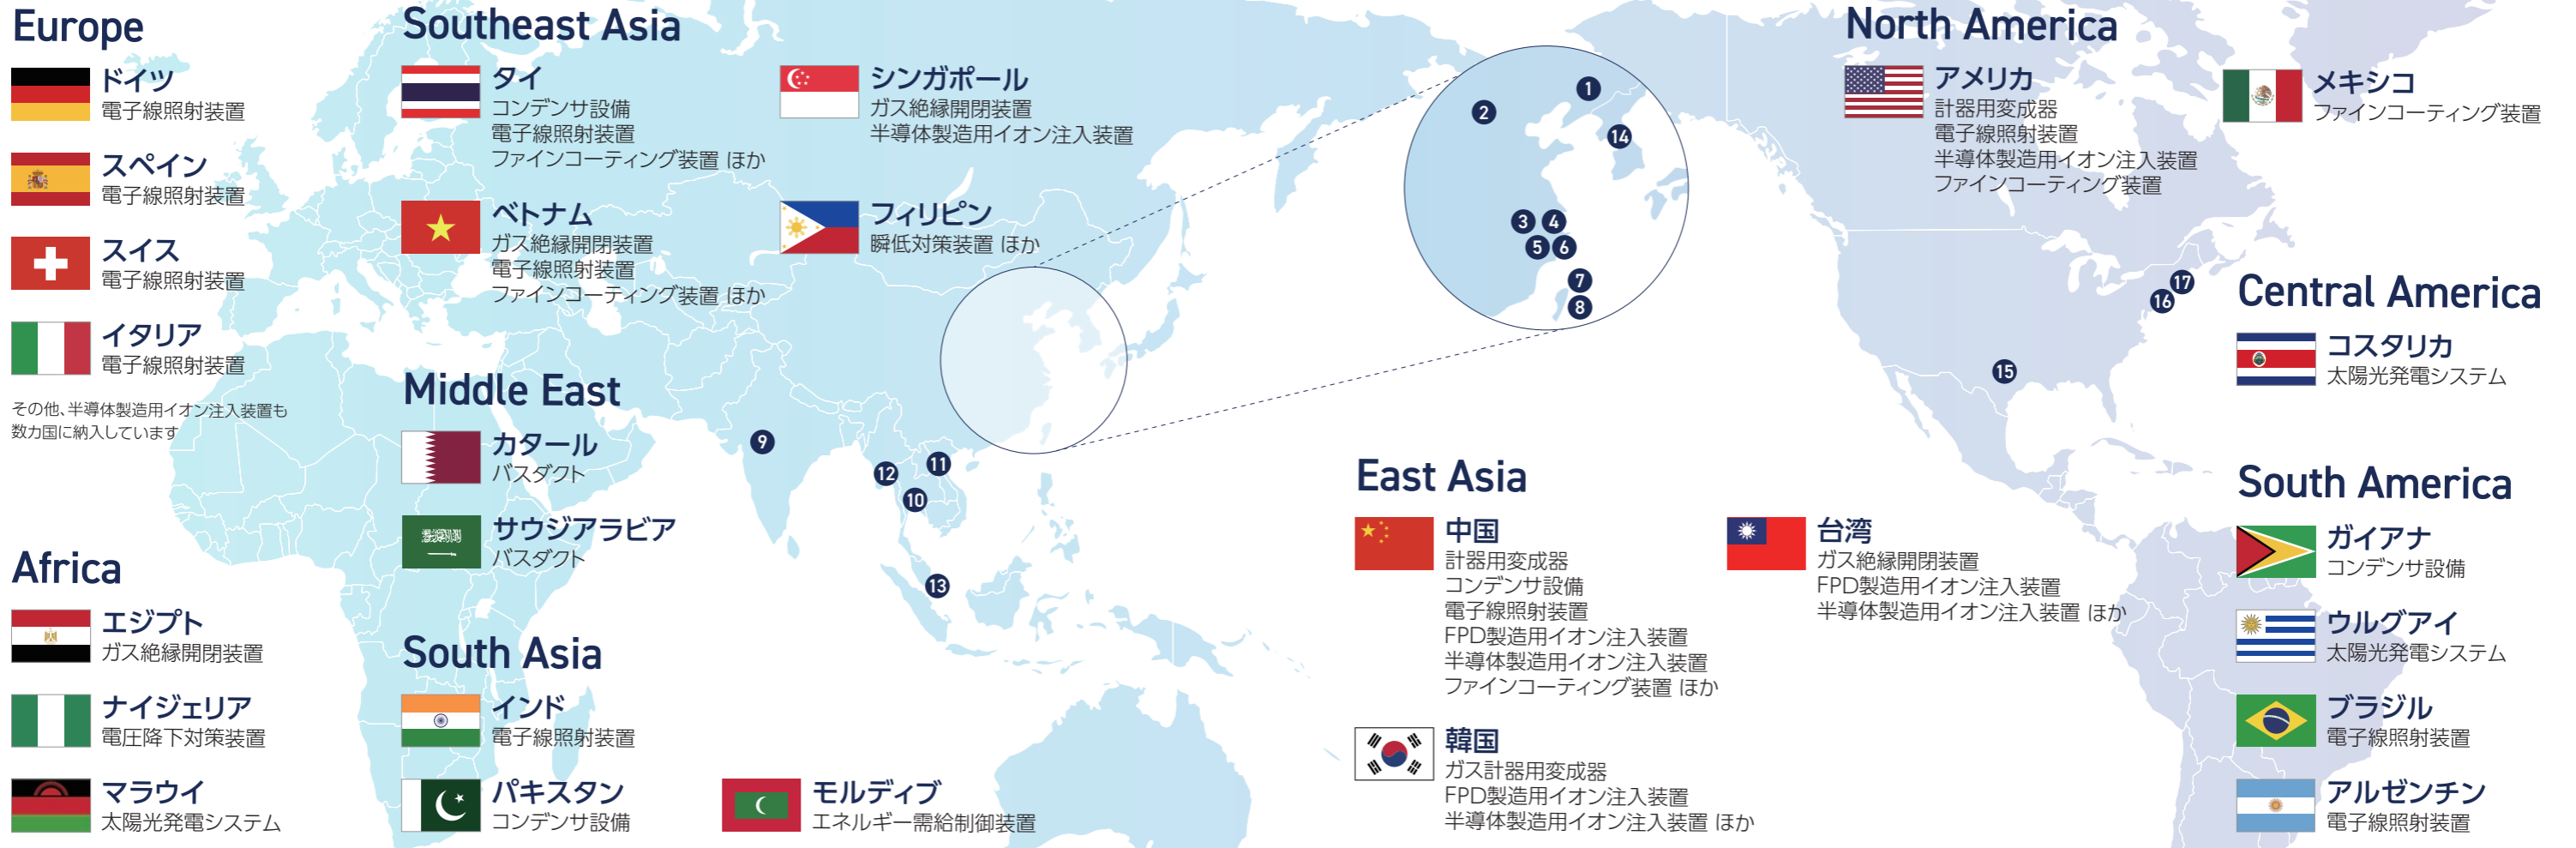 Europe
ドイツ
電子線照射装置
スペイン
電子線照射装置
スイス
電子線照射装置
イタリア
電子線照射装置
その他、半導体製造用イオン注入装置も
数カ国に納入しています
Africa
エジプト
ガス絶縁開閉装置
ナイジェリア
電圧降下対策装置
マラウイ
太陽光発電システム
Southeast Asia
タイ
コンデンサ設備
電子線照射装置
ファインコーティング装置 ほか
シンガポール
ガス絶縁開閉装置
半導体製造用イオン注入装置
ベトナム
ガス絶縁開閉装置
電子線照射装置
ファインコーティング装置 ほか
フィリピン
瞬低対策装置 ほか
Middle East
カタール
バスダクト
サウジアラビア
バスダクト
South Asia
インド
電子線照射装置
パキスタン
コンデンサ設備
モルディブ
エネルギー需給制御装置
1
2
14
3
4
5
6
7
8
9
12
11
10
13
East Asia
中国
計器用変成器
コンデンサ設備
電子線照射装置
FPD製造用イオン注入装置
半導体製造用イオン注入装置
ファインコーティング装置 ほか
台湾
ガス絶縁開閉装置
FPD製造用イオン注入装置
半導体製造用イオン注入装置 ほか
韓国
ガス計器用変成器
FPD製造用イオン注入装置
半導体製造用イオン注入装置 ほか
North America
アメリカ
計器用変成器
電子線照射装置
半導体製造用イオン注入装置
ファインコーティング装置
メキシコ
ファインコーティング装置
17
16
15
Central America
コスタリカ
太陽光発電システム
South America
ガイアナ
コンデンサ設備
ウルグアイ
太陽光発電システム
ブラジル
電子線照射装置
アルゼンチン
電子線照射装置